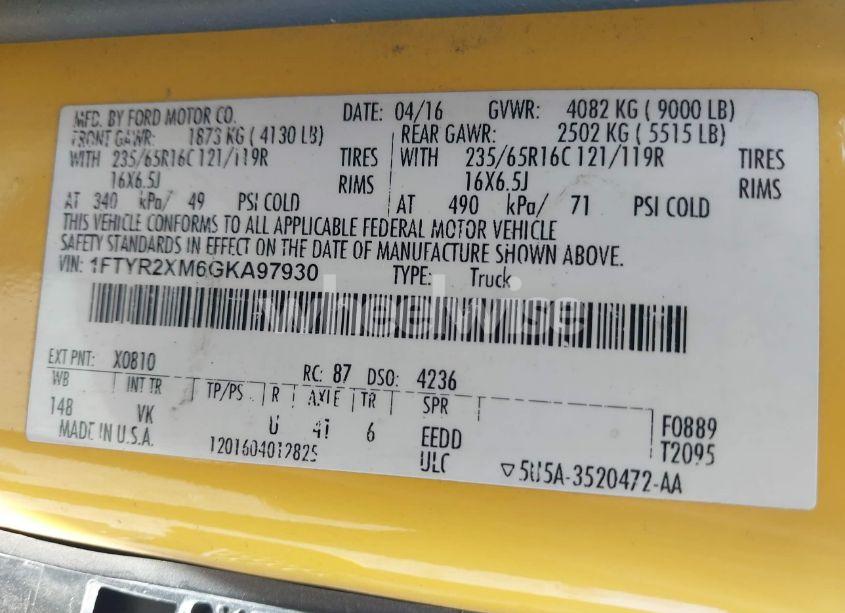 MFD. BY FORD MOTOR CO. DATE: 04/16 GVWR: 4082 KG ( 9000 LB)
FRONT GAWR: 1873 KG ( 4130 LB) REAR GAWR: 2502 KG ( 5515 LB)
WITH 235/65R16C 121/119R TIRES WITH 235/65R16C 121/119R TIRES
16X6.5J RIMS 16X6.5J RIMS
AT 340 kPa/ 49 PSI COLD AT 490 kPa/ 71 PSI COLD
THIS VEHICLE CONFORMS TO ALL APPLICABLE FEDERAL MOTOR VEHICLE
SAFETY STANDARDS IN EFFECT ON THE DATE OF MANUFACTURE SHOWN ABOVE.
VIN: 1FTYR2XM6GKA97930 TYPE: Truck
wheelwise
EXT PNT: X0810 RC: 87 DSO: 4236
WB INT TR TP/PS R AXLE TR SPR
148 VK U 41 6 EEDD F0889
MADE IN U.S.A. 1201604012825 ULC T2095
▽5U5A-3520472-AA